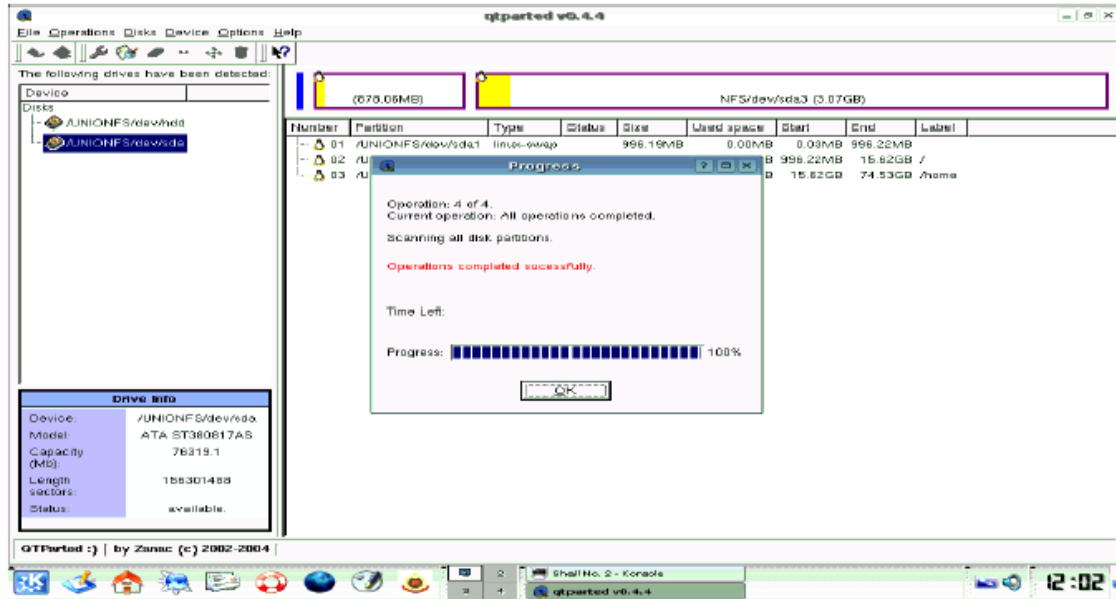 qtparted v0.4.4
File Operations Disks Device Options Help
The following drives have been detected:
Device
Disks
/UNIONFS/dev/hdd
/UNIONFS/dev/sda
(676.06MB)
NFS/dev/sda3 (3.07GB)
Number Partition Type Status Size Used space Start End Label
01 /UNIONFS/dev/sda1 linux-swap 996.19MB 0.00MB 0.03MB 996.22MB
02 /U B 996.22MB 15.62GB /
03 /U B 15.62GB 74.53GB /home
Progress
Operation: 4 of 4.
Current operation: All operations completed.
Scanning all disk partitions.
Operations completed sucessfully.
Time Left:
Progress: 100%
OK
Drive Info
Device: /UNIONFS/dev/sda
Model: ATA ST380817AS
Capacity (Mb): 76319.1
Length sectors: 156301488
Status: available.
QTParted :) | by Zanac (c) 2002-2004
2 Shell No. 2 - Konsole
3 4 qtparted v0.4.4
12:02